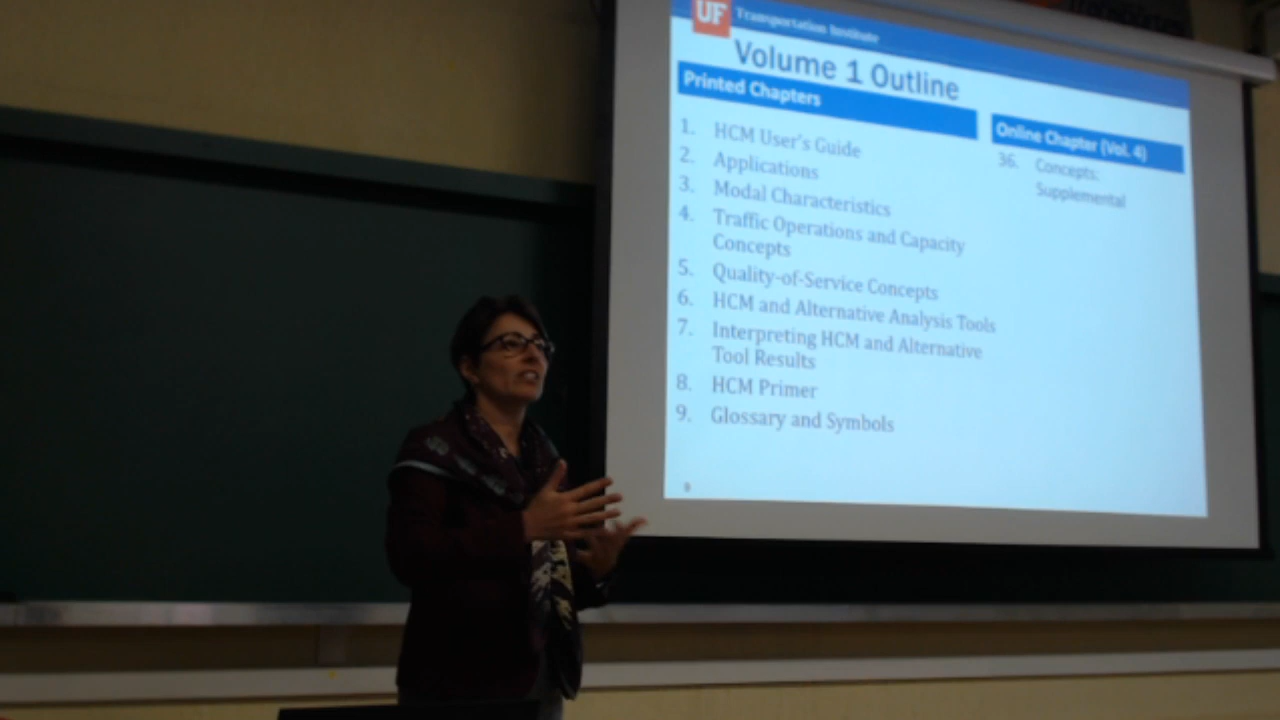 UF Transportation Institute
Volume 1 Outline
Printed Chapters
1. HCM User's Guide
2. Applications
3. Modal Characteristics
4. Traffic Operations and Capacity
Concepts
5. Quality-of-Service Concepts
6. HCM and Alternative Analysis Tools
7. Interpreting HCM and Alternative
Tool Results
8. HCM Primer
9. Glossary and Symbols
Online Chapter (Vol. 4)
36. Concepts:
Supplemental